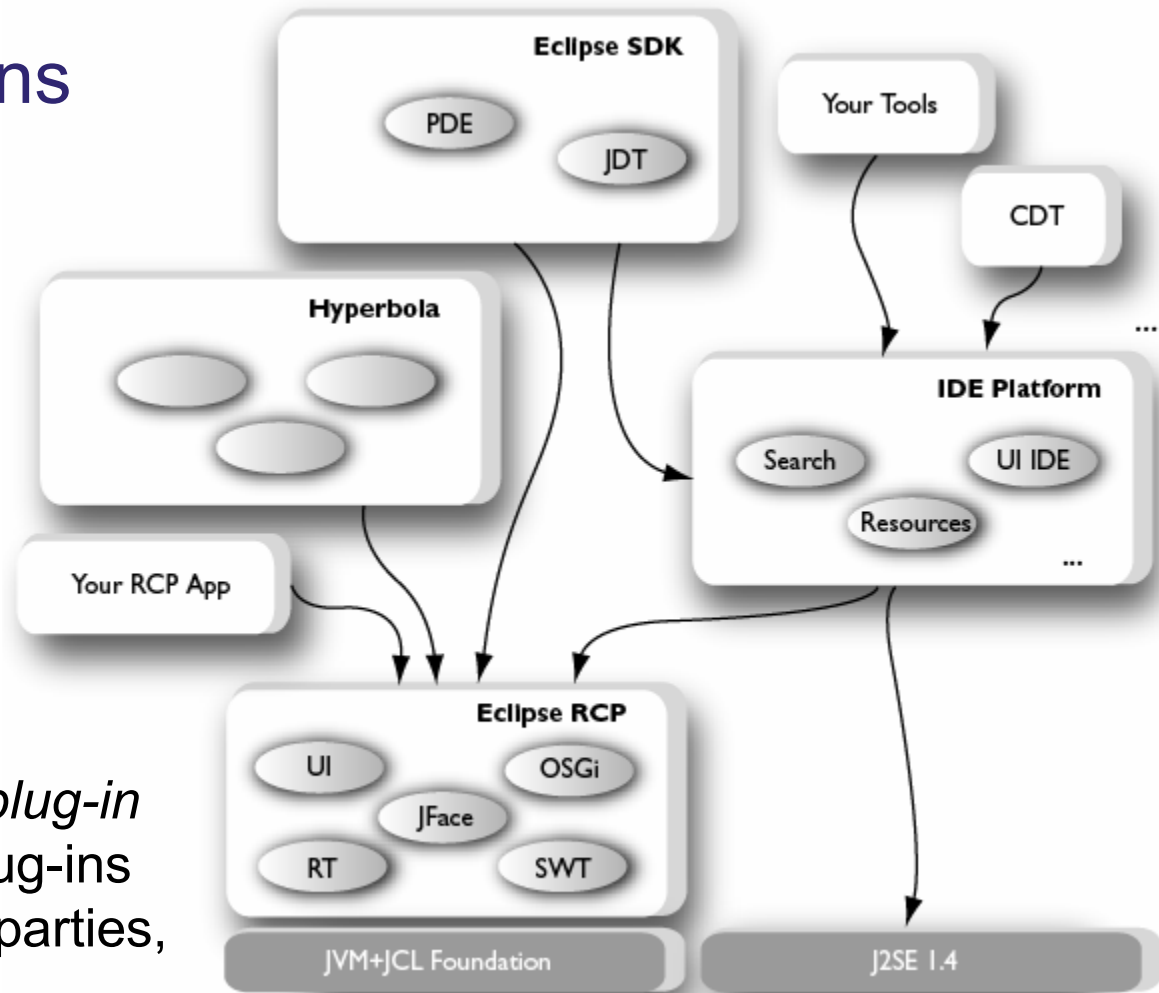 ns
Eclipse SDK
PDE
JDT
Your Tools
CDT
...
Hyperbola
IDE Platform
Search
UI IDE
Resources
...
Your RCP App
Eclipse RCP
UI
OSGi
JFace
RT
SWT
plug-in
ug-ins
parties,
JVM+JCL Foundation
J2SE 1.4